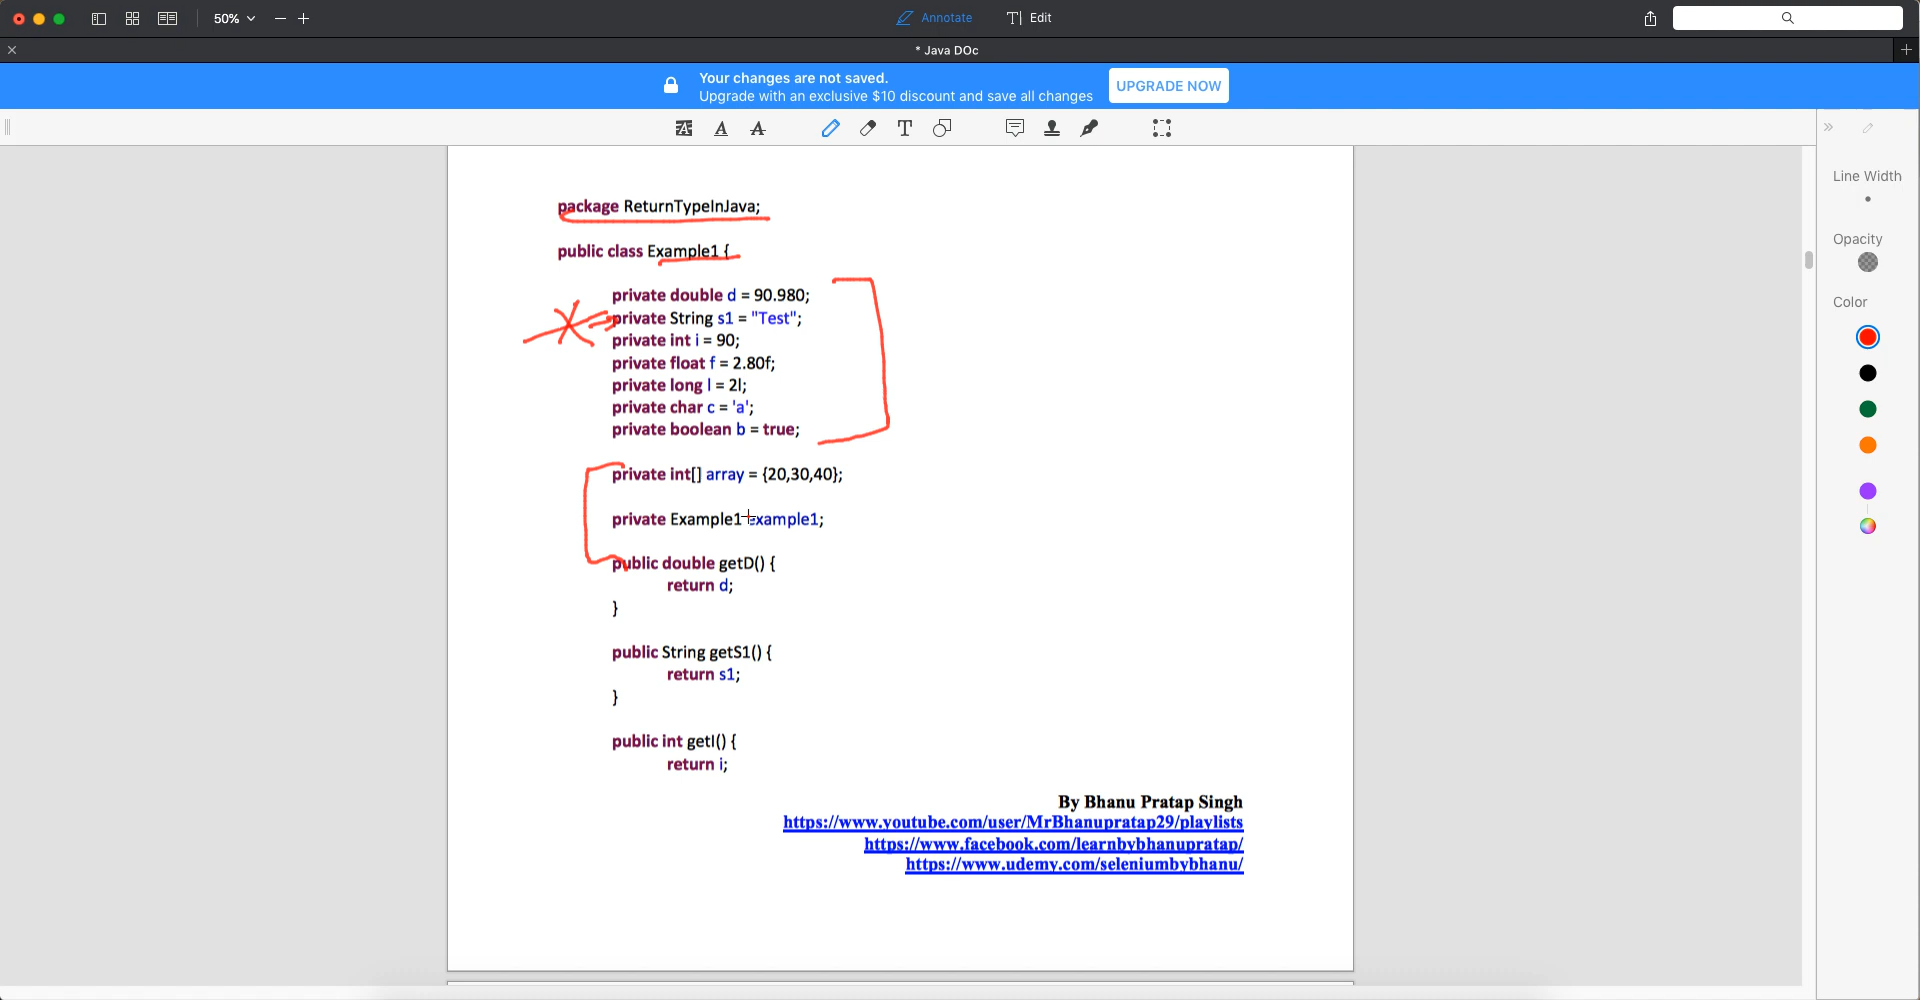 50%
Annotate
Edit
* Java DOc
Your changes are not saved.
Upgrade with an exclusive $10 discount and save all changes
UPGRADE NOW
Line Width
Opacity
Color
package ReturnTypeInJava;
public class Example1 {
private double d = 90.980;
private String s1 = "Test";
private int i = 90;
private float f = 2.80f;
private long l = 2l;
private char c = 'a';
private boolean b = true;
private int[] array = {20,30,40};
private Example1 example1;
public double getD() {
return d;
}
public String getS1() {
return s1;
}
public int getI() {
return i;
By Bhanu Pratap Singh
https://www.youtube.com/user/MrBhanupratap29/playlists
https://www.facebook.com/learnbybhanupratap/
https://www.udemy.com/seleniumbybhanu/